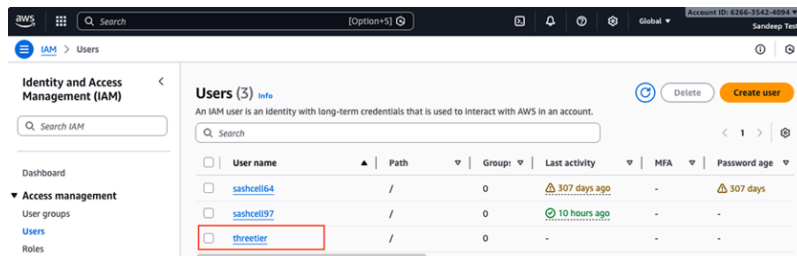 aws Search [Option+S] Global Account ID: 6266-3542-4094
Sandeep Test
IAM > Users
Identity and Access
Management (IAM)
Search IAM
Dashboard
Access management
User groups
Users
Roles
Users (3) Info
Delete
Create user
An IAM user is an identity with long-term credentials that is used to interact with AWS in an account.
Search
1
User name Path Group: Last activity MFA Password age
sashcell64 / 0 307 days ago - 307 days
sashcell97 / 0 10 hours ago - -
threetier / 0 - - -